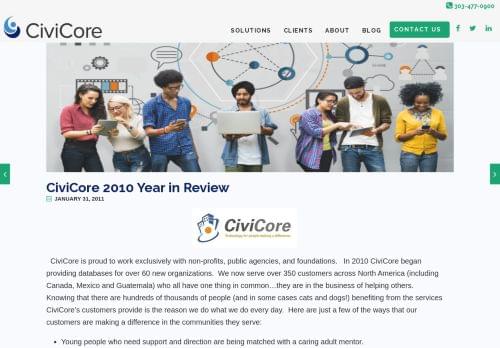 303-477-0900
CiviCore
SOLUTIONS CLIENTS ABOUT BLOG CONTACT US
CiviCore 2010 Year in Review
JANUARY 31, 2011
CiviCore
Technology for people making a difference
CiviCore is proud to work exclusively with non-profits, public agencies, and foundations. In 2010 CiviCore began
providing databases for over 60 new organizations. We now serve over 350 customers across North America (including
Canada, Mexico and Guatemala) who all have one thing in common…they are in the business of helping others.
Knowing that there are hundreds of thousands of people (and in some cases cats and dogs!) benefiting from the services
CiviCore's customers provide is the reason we do what we do every day. Here are just a few of the ways that our
customers are making a difference in the communities they serve:
• Young people who need support and direction are being matched with a caring adult mentor.